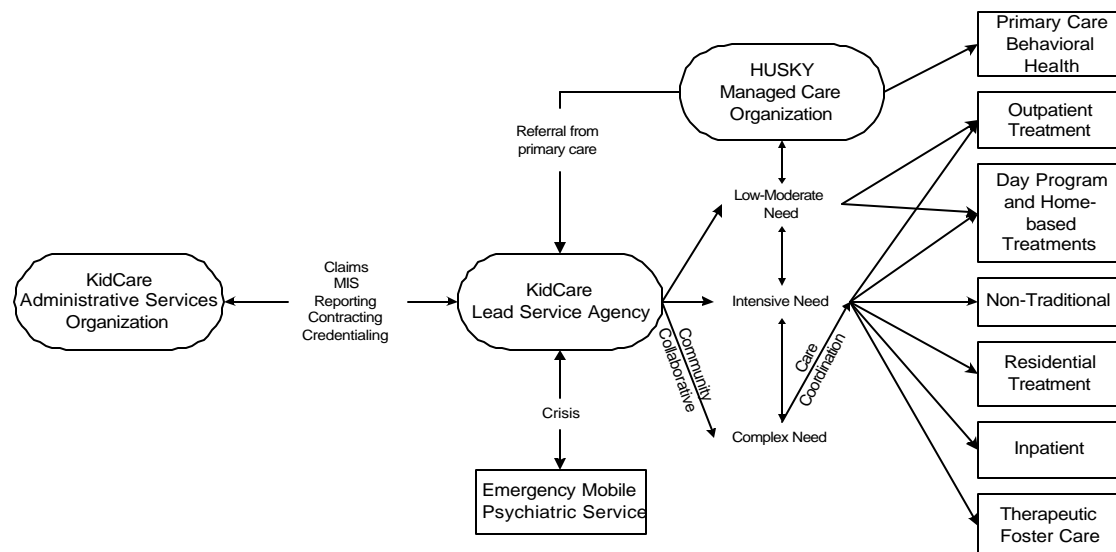 Primary Care
Behavioral
Health
HUSKY
Managed Care
Organization
Outpatient
Treatment
Referral from
primary care
Day Program
and Home-
based
Treatments
Low-Moderate
Need
KidCare
Administrative Services
Organization
Claims
MIS
Reporting
Contracting
Credentialing
KidCare
Lead Service Agency
Intensive Need
Non-Traditional
Community
Collaborative
Care
Coordination
Residential
Treatment
Crisis
Complex Need
Inpatient
Emergency Mobile
Psychiatric Service
Therapeutic
Foster Care